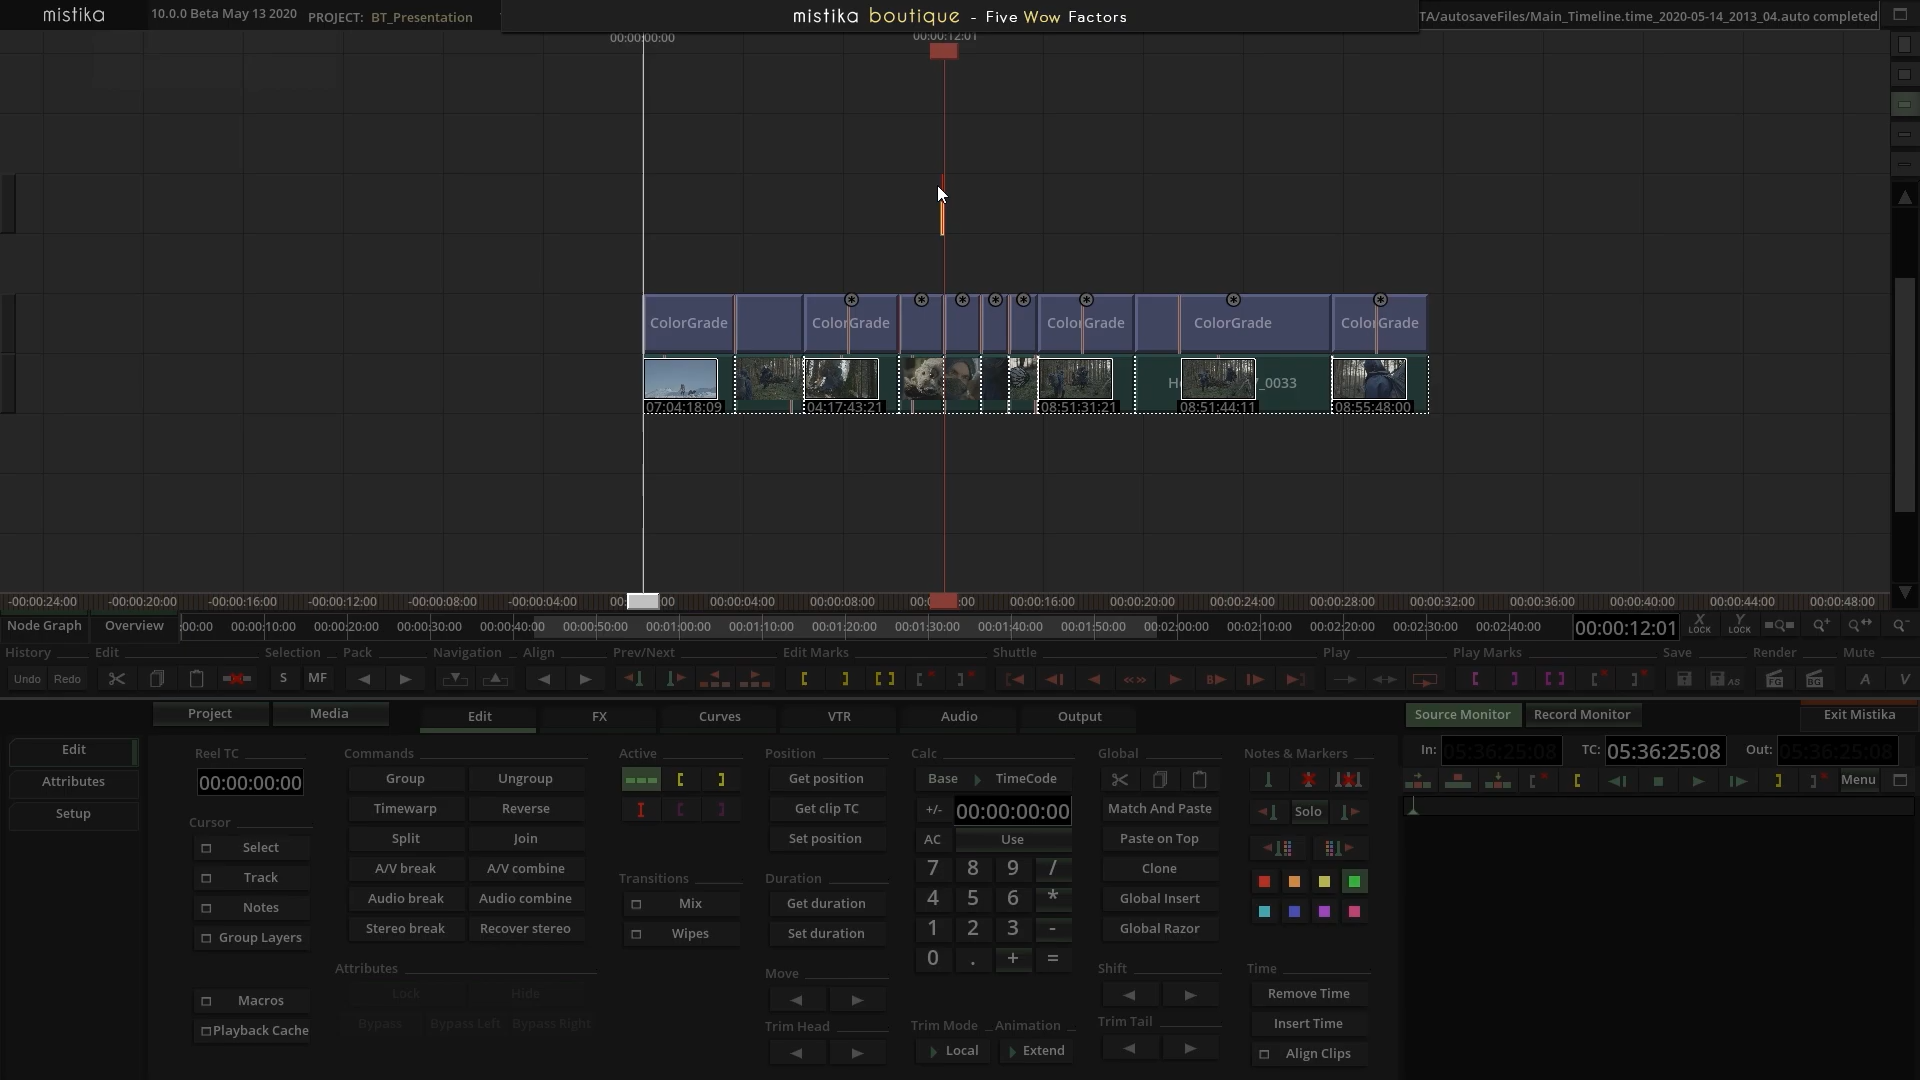 mistika
10.0.0 Beta May 13 2020
PROJECT: BT_Presentation
mistika boutique - Five Wow Factors
TA/autosaveFiles/Main_Timeline.time_2020-05-14_2013_04.auto completed
00:00:00:00
00:00:12:01
ColorGrade ColorGrade ColorGrade ColorGrade ColorGrade
_0033
07:04:18:09 04:17:43:21 08:51:31:21 08:51:44:11 08:55:48:00
-00:00:24:00 -00:00:20:00 -00:00:16:00 -00:00:12:00 -00:00:08:00 -00:00:04:00 00:00:04:00 00:00:08:00 00:00:16:00 00:00:20:00 00:00:24:00 00:00:28:00 00:00:32:00 00:00:36:00 00:00:40:00 00:00:44:00 00:00:48:00
Node Graph Overview :00:00 00:00:10:00 00:00:20:00 00:00:30:00 00:00:40:00 00:00:50:00 00:01:00:00 00:01:10:00 00:01:20:00 00:01:30:00 00:01:40:00 00:01:50:00 00:02:00:00 00:02:10:00 00:02:20:00 00:02:30:00 00:02:40:00 00:00:12:01 X LOCK Y LOCK
History Edit Selection Pack Navigation Align Prev/Next Edit Marks Shuttle Play Play Marks Save Render Mute
Undo Redo S MF AS FG BG A V
Project Media Edit FX Curves VTR Audio Output Source Monitor Record Monitor Exit Mistika
Edit
Attributes
Setup
Reel TC
00:00:00:00
Cursor
Select
Track
Notes
Group Layers
Macros
Playback Cache
Commands
Group Ungroup
Timewarp Reverse
Split Join
A/V break A/V combine
Audio break Audio combine
Stereo break Recover stereo
Attributes
Lock Hide
Bypass Bypass Left Bypass Right
Active
Transitions
Mix
Wipes
Position
Get position
Get clip TC
Set position
Duration
Get duration
Set duration
Move
Trim Head
Calc
Base TimeCode
+/- 00:00:00:00
AC Use
7 8 9 /
4 5 6 *
1 2 3 -
0 . + =
Trim Mode Animation
Local Extend
Global
Match And Paste
Paste on Top
Clone
Global Insert
Global Razor
Shift
Trim Tail
Notes & Markers
Solo
Time
Remove Time
Insert Time
Align Clips
In: 05:36:25:08 TC: 05:36:25:08 Out: 05:36:25:08
Menu